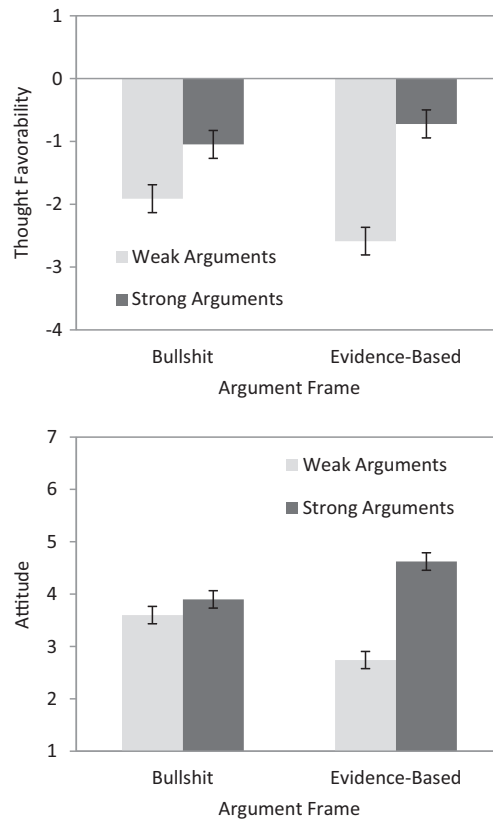 1
0
-1
-2
-3
-4
Thought Favorability
Weak Arguments
Strong Arguments
Bullshit Evidence-Based
Argument Frame
7
6
5
4
3
2
1
Attitude
Weak Arguments
Strong Arguments
Bullshit Evidence-Based
Argument Frame